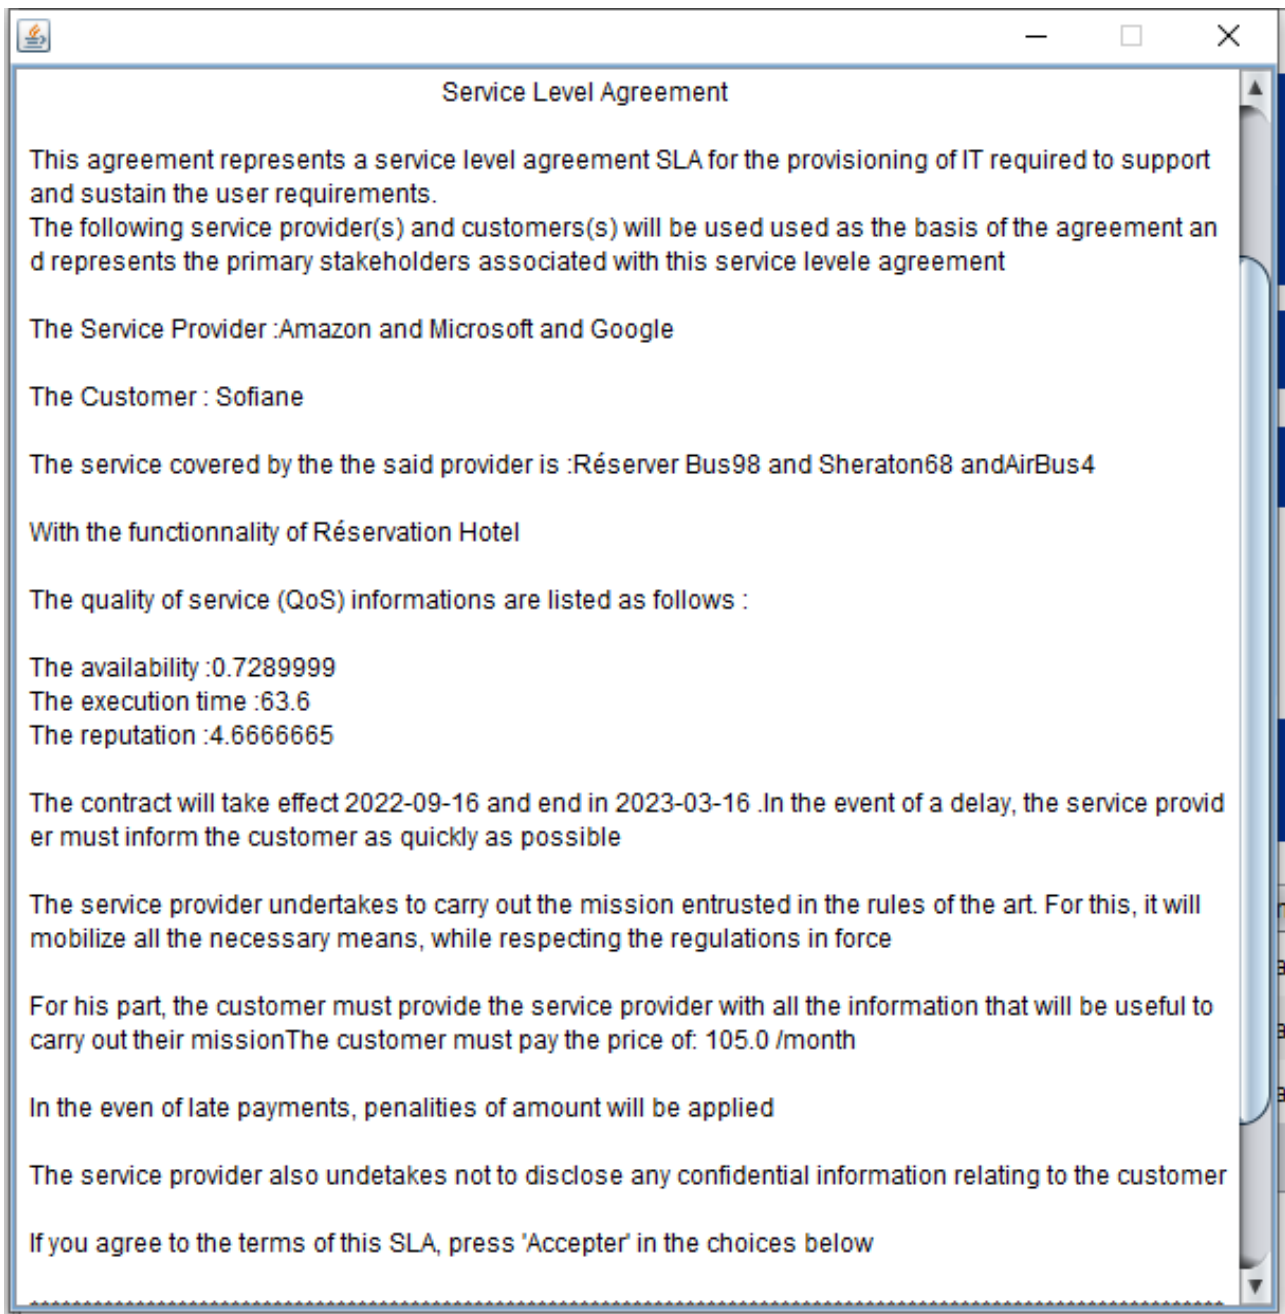 Service Level Agreement
This agreement represents a service level agreement SLA for the provisioning of IT required to support
and sustain the user requirements.
The following service provider(s) and customers(s) will be used used as the basis of the agreement an
d represents the primary stakeholders associated with this service levele agreement
The Service Provider :Amazon and Microsoft and Google
The Customer : Sofiane
The service covered by the the said provider is :Réserver Bus98 and Sheraton68 andAirBus4
With the functionnality of Réservation Hotel
The quality of service (QoS) informations are listed as follows :
The availability :0.7289999
The execution time :63.6
The reputation :4.6666665
The contract will take effect 2022-09-16 and end in 2023-03-16 .In the event of a delay, the service provid
er must inform the customer as quickly as possible
The service provider undertakes to carry out the mission entrusted in the rules of the art. For this, it will
mobilize all the necessary means, while respecting the regulations in force
For his part, the customer must provide the service provider with all the information that will be useful to
carry out their missionThe customer must pay the price of: 105.0 /month
In the even of late payments, penalities of amount will be applied
The service provider also undetakes not to disclose any confidential information relating to the customer
If you agree to the terms of this SLA, press 'Accepter' in the choices below